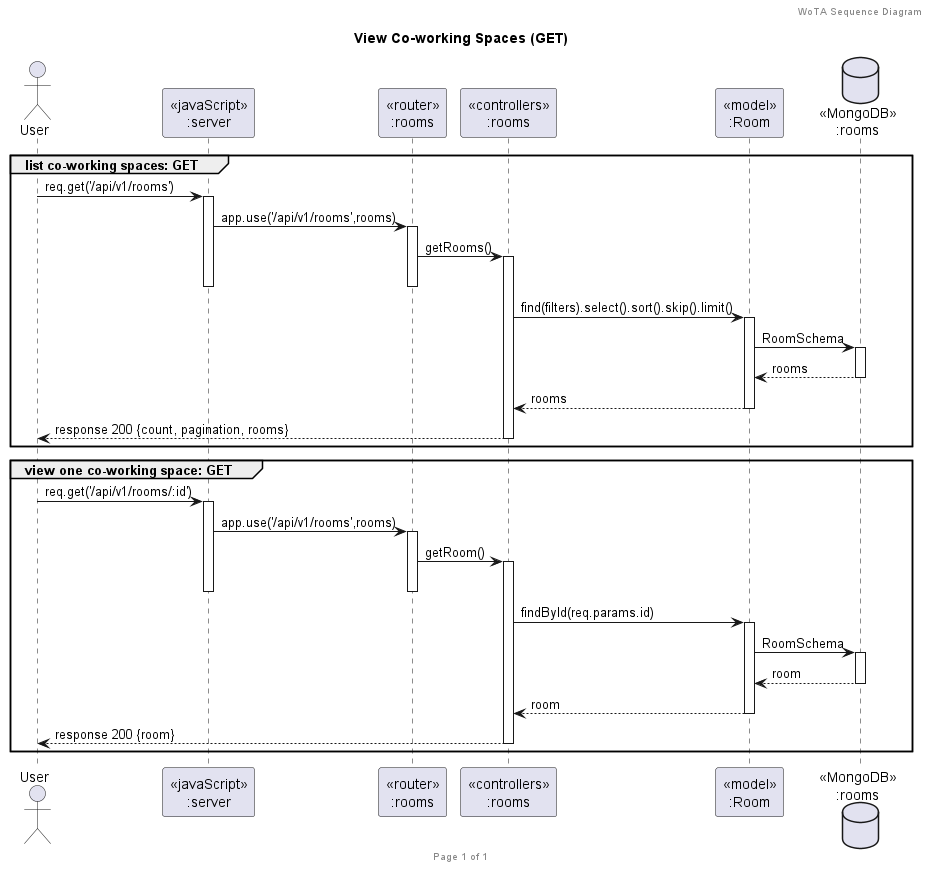 WoTA Sequence Diagram
View Co-working Spaces (GET)
User
«javaScript»
:server
«router»
:rooms
«controllers»
:rooms
«model»
:Room
«MongoDB»
:rooms
list co-working spaces: GET
req.get('/api/v1/rooms')
app.use('/api/v1/rooms',rooms)
getRooms()
find(filters).select().sort().skip().limit()
RoomSchema
rooms
rooms
response 200 {count, pagination, rooms}
view one co-working space: GET
req.get('/api/v1/rooms/:id')
app.use('/api/v1/rooms',rooms)
getRoom()
findById(req.params.id)
RoomSchema
room
room
response 200 {room}
User
«javaScript»
:server
«router»
:rooms
«controllers»
:rooms
«model»
:Room
«MongoDB»
:rooms
Page 1 of 1